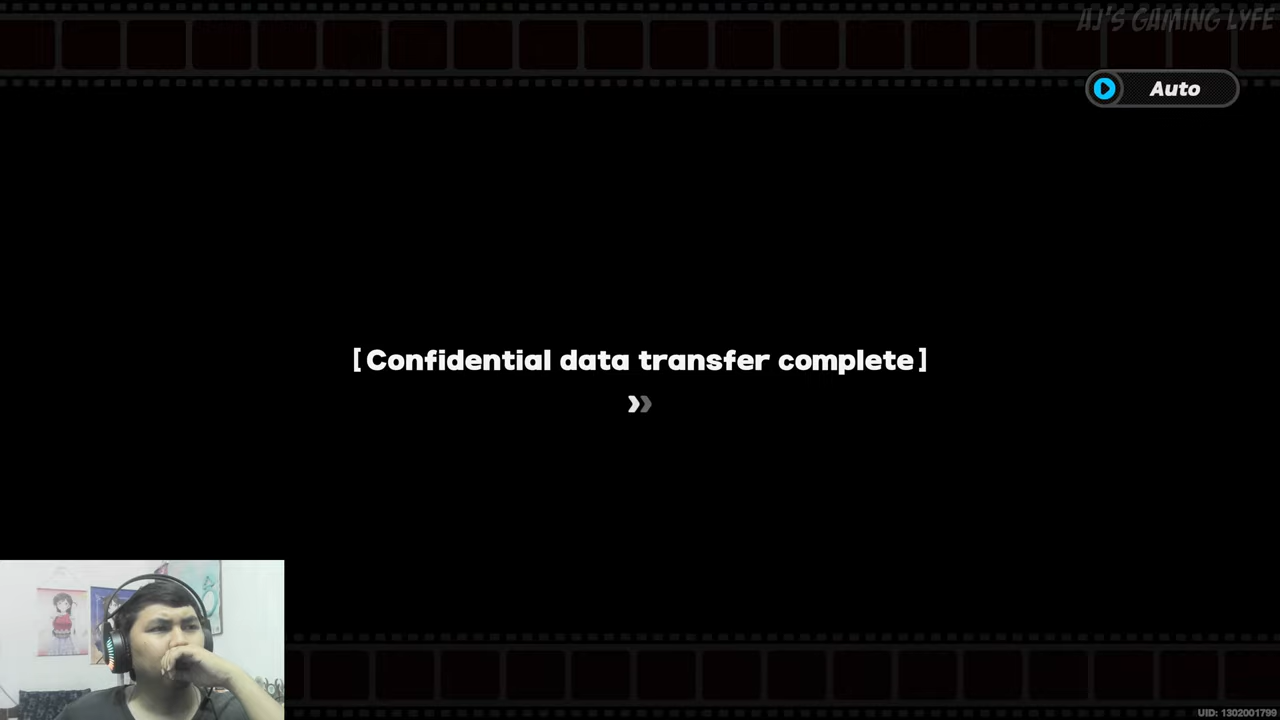 AJ'S GAMING LYFE
Auto
[Confidential data transfer complete]
UID: 1302001799